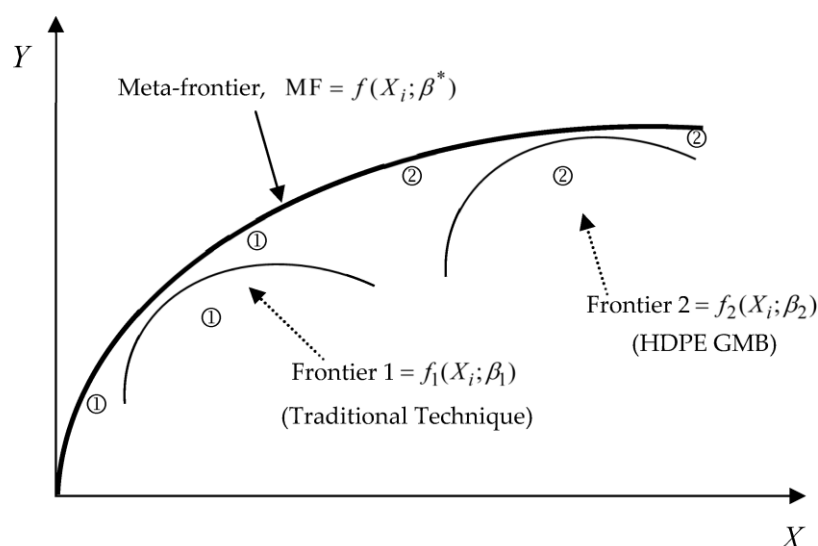 Y
Meta-frontier, MF = f(X_i; β^*)
②
②
②
①
①
①
Frontier 2 = f_2(X_i; β_2)
(HDPE GMB)
Frontier 1 = f_1(X_i; β_1)
(Traditional Technique)
X